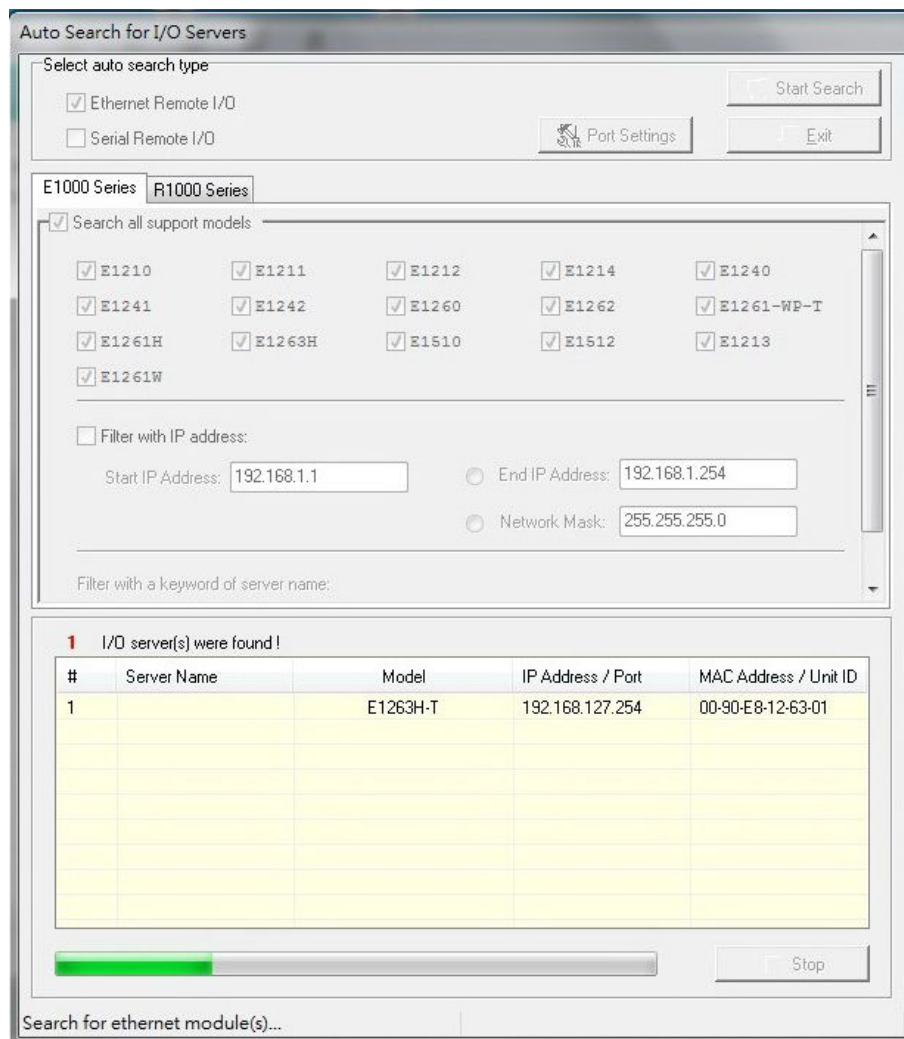 Auto Search for I/O Servers
Select auto search type
Ethernet Remote I/O
Start Search
Serial Remote I/O
Port Settings
Exit
E1000 Series R1000 Series
Search all support models
E1210 E1211 E1212 E1214 E1240
E1241 E1242 E1260 E1262 E1261-WP-T
E1261H E1263H E1510 E1512 E1213
E1261W
Filter with IP address:
Start IP Address: 192.168.1.1 End IP Address: 192.168.1.254
Network Mask: 255.255.255.0
Filter with a keyword of server name:
1 I/O server(s) were found !
# Server Name Model IP Address / Port MAC Address / Unit ID
1 E1263H-T 192.168.127.254 00-90-E8-12-63-01
Stop
Search for ethernet module(s)...